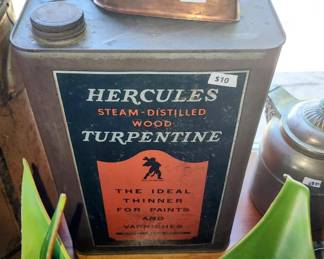 $10
HERCULES
STEAM-DISTILLED
WOOD
TURPENTINE
THE IDEAL
THINNER
FOR PAINTS
AND
VARNISHES